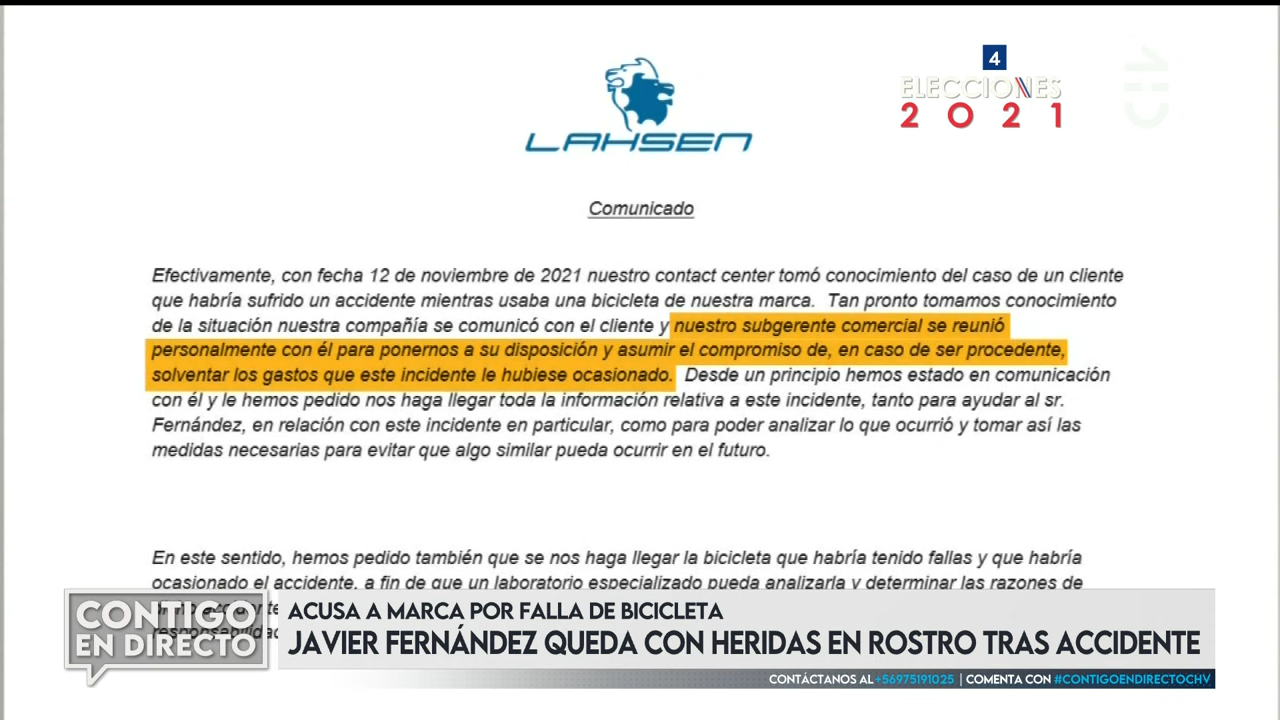 4
ELECCIONES
2021
CHV
LAHSEN
Comunicado
Efectivamente, con fecha 12 de noviembre de 2021 nuestro contact center tomó conocimiento del caso de un cliente
que habría sufrido un accidente mientras usaba una bicicleta de nuestra marca. Tan pronto tomamos conocimiento
de la situación nuestra compañía se comunicó con el cliente y nuestro subgerente comercial se reunió
personalmente con él para ponernos a su disposición y asumir el compromiso de, en caso de ser procedente,
solventar los gastos que este incidente le hubiese ocasionado. Desde un principio hemos estado en comunicación
con él y le hemos pedido nos haga llegar toda la información relativa a este incidente, tanto para ayudar al sr.
Fernández, en relación con este incidente en particular, como para poder analizar lo que ocurrió y tomar así las
medidas necesarias para evitar que algo similar pueda ocurrir en el futuro.
En este sentido, hemos pedido también que se nos haga llegar la bicicleta que habría tenido fallas y que habría
ocasionado el accidente, a fin de que un laboratorio especializado pueda analizarla y determinar las razones de
CONTIGO
EN DIRECTO
ACUSA A MARCA POR FALLA DE BICICLETA
JAVIER FERNÁNDEZ QUEDA CON HERIDAS EN ROSTRO TRAS ACCIDENTE
CONTÁCTANOS AL +56975191025 | COMENTA CON #CONTIGOENDIRECTOCHV